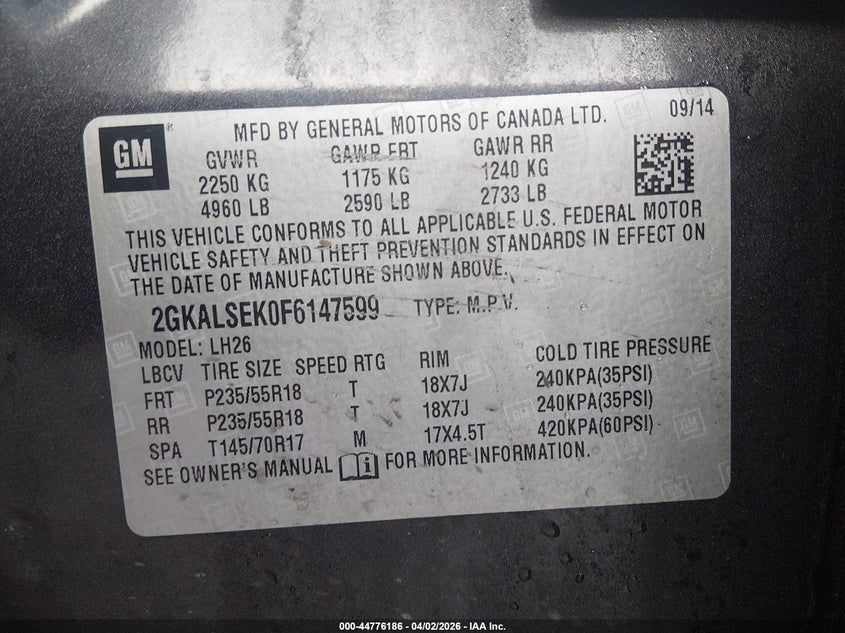 GM ® MFD BY GENERAL MOTORS OF CANADA LTD. 09/14
GVWR GAWR FRT GAWR RR
2250 KG 1175 KG 1240 KG
4960 LB 2590 LB 2733 LB
THIS VEHICLE CONFORMS TO ALL APPLICABLE U.S. FEDERAL MOTOR
VEHICLE SAFETY AND THEFT PREVENTION STANDARDS IN EFFECT ON
THE DATE OF MANUFACTURE SHOWN ABOVE.
2GKALSEK0F6147599 TYPE: M.P.V.
MODEL: LH26
LBCV TIRE SIZE SPEED RTG RIM COLD TIRE PRESSURE
FRT P235/55R18 T 18X7J 240KPA(35PSI)
RR P235/55R18 T 18X7J 240KPA(35PSI)
SPA T145/70R17 M 17X4.5T 420KPA(60PSI)
SEE OWNER'S MANUAL i FOR MORE INFORMATION.
000-44776186 04/02/2026 - IAA Inc.